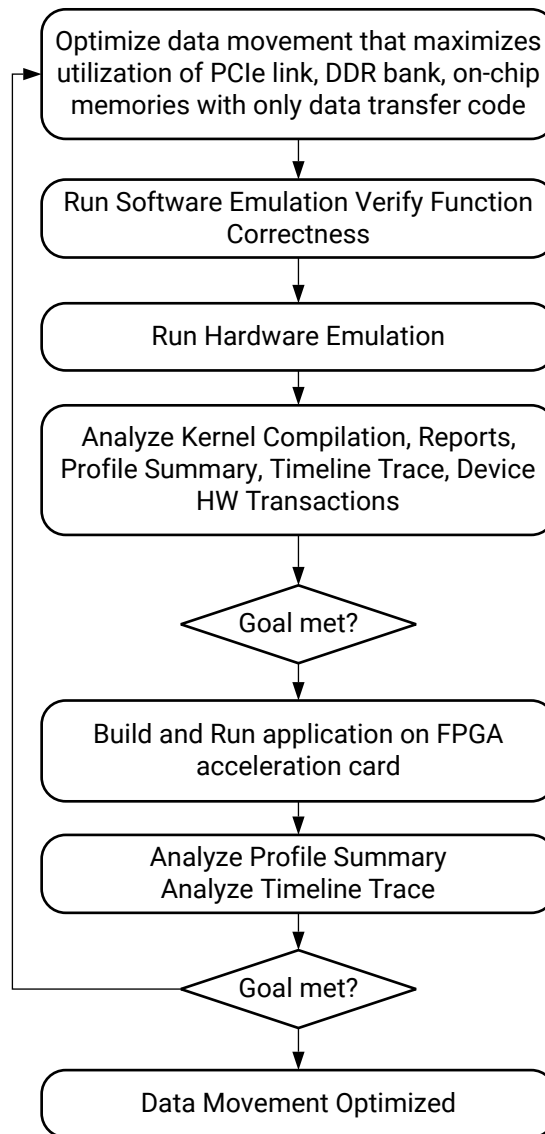 Optimize data movement that maximizes
utilization of PCIe link, DDR bank, on-chip
memories with only data transfer code
Run Software Emulation Verify Function
Correctness
Run Hardware Emulation
Analyze Kernel Compilation, Reports,
Profile Summary, Timeline Trace, Device
HW Transactions
Goal met?
Build and Run application on FPGA
acceleration card
Analyze Profile Summary
Analyze Timeline Trace
Goal met?
Data Movement Optimized